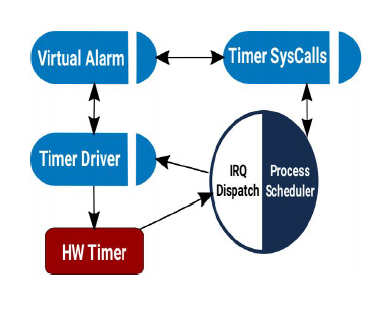 Virtual Alarm
Timer SysCalls
Timer Driver
IRQ
Dispatch
Process
Scheduler
HW Timer